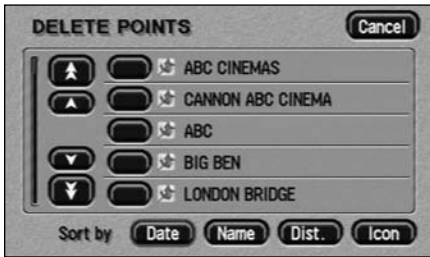 DELETE POINTS Cancel
ABC CINEMAS
CANNON ABC CINEMA
ABC
BIG BEN
LONDON BRIDGE
Sort by Date Name Dist. Icon